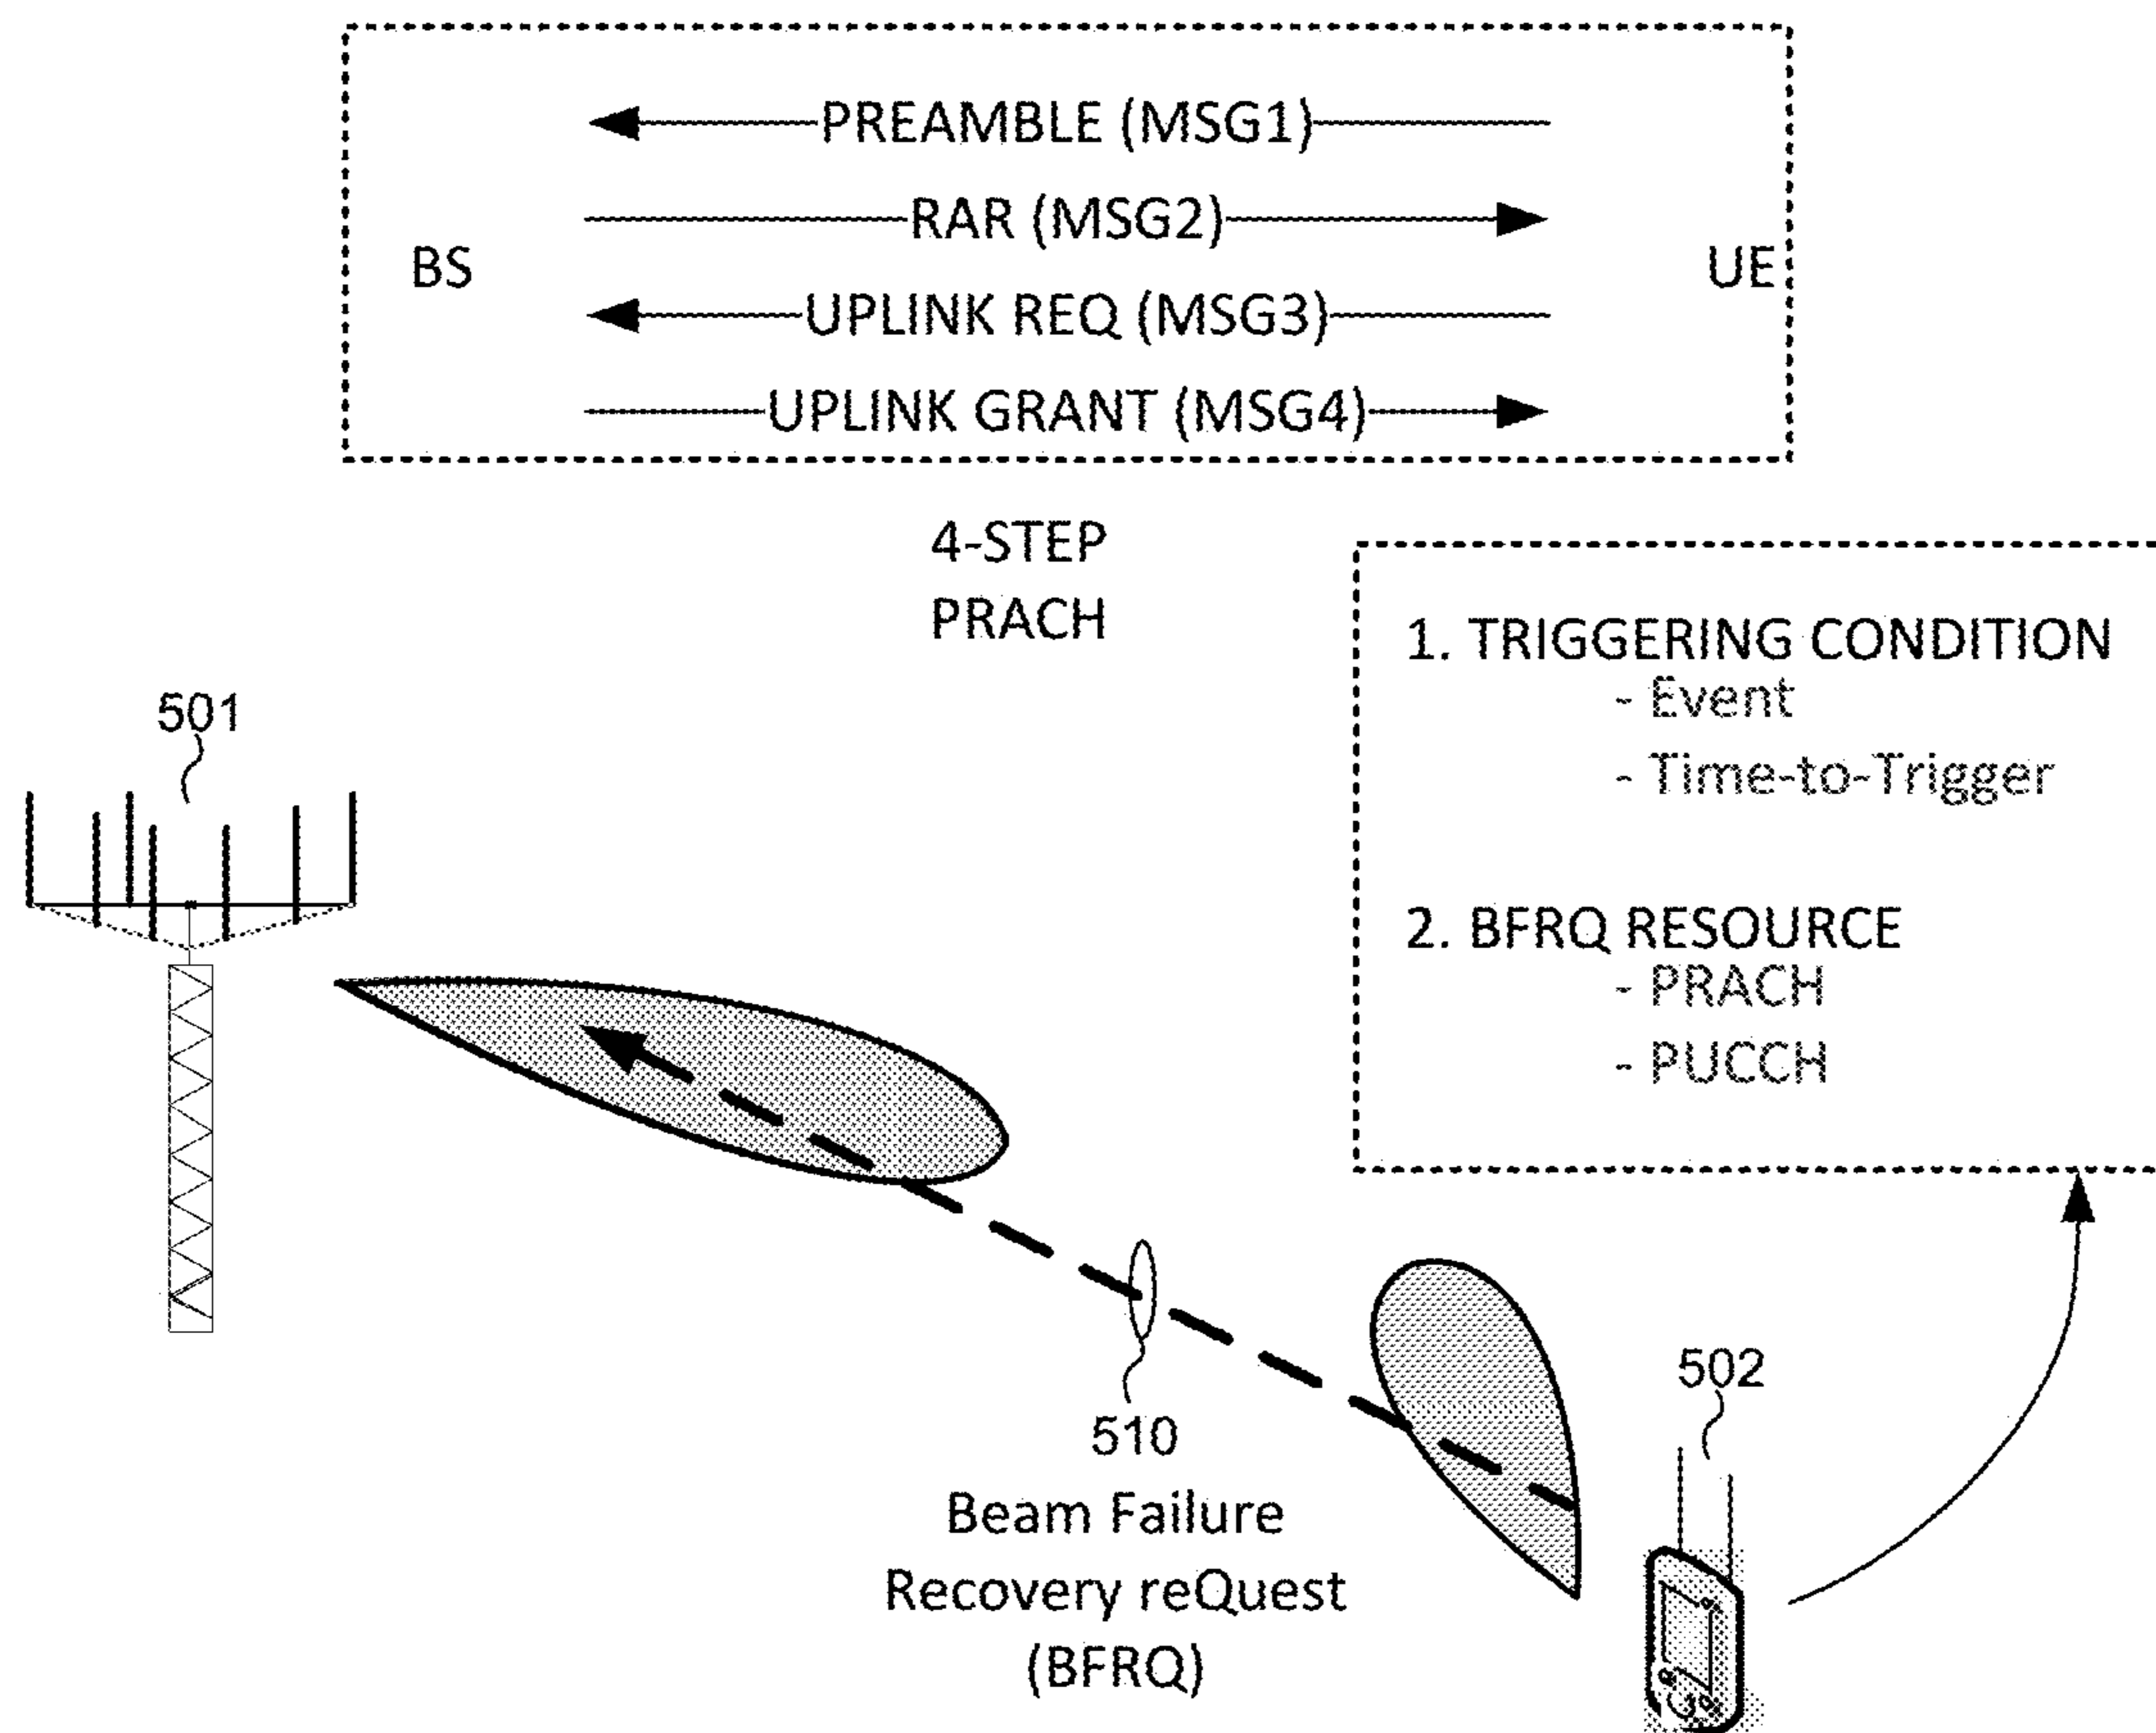 PREAMBLE (MSG1)
RAR (MSG2)
BS
UE
UPLINK REQ (MSG3)
UPLINK GRANT (MSG4)
4-STEP
PRACH
1. TRIGGERING CONDITION
- Event
- Time-to-Trigger
2. BFRQ RESOURCE
- PRACH
- PUCCH
501
502
510
Beam Failure
Recovery reQuest
(BFRQ)